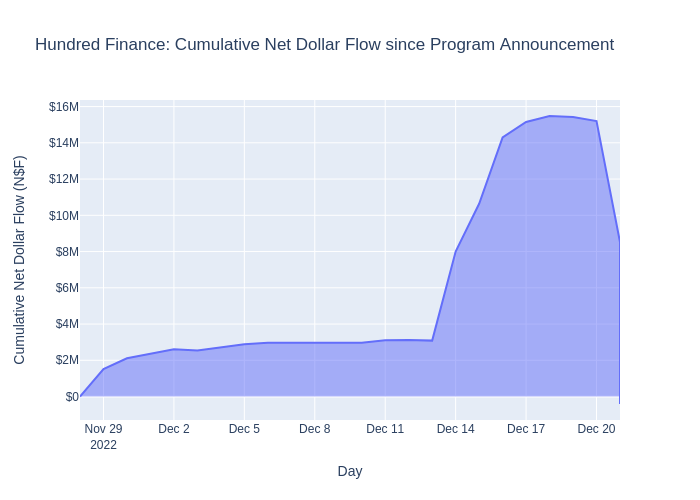 Hundred Finance: Cumulative Net Dollar Flow since Program Announcement
Cumulative Net Dollar Flow (N$F)
$16M
$14M
$12M
$10M
$8M
$6M
$4M
$2M
$0
Nov 29 Dec 2 Dec 5 Dec 8 Dec 11 Dec 14 Dec 17 Dec 20
2022
Day